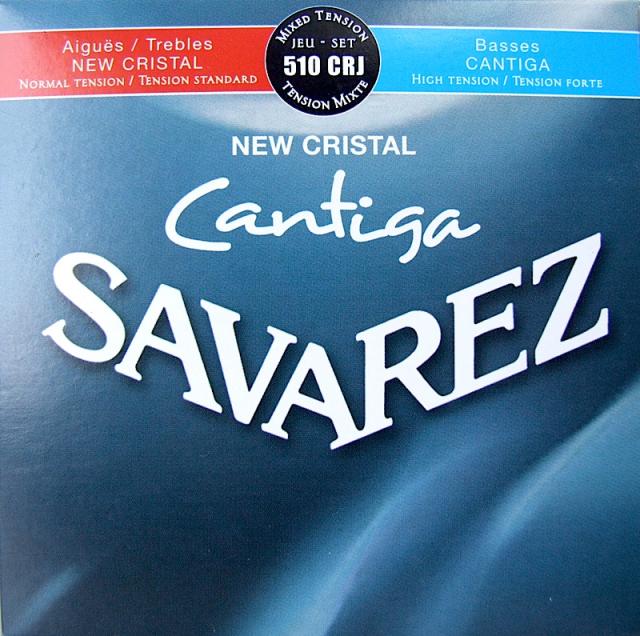 Aiguës / Trebles
NEW CRISTAL
NORMAL TENSION / TENSION STANDARD
MIXED TENSION
JEU - SET
510 CRJ
TENSION MIXTE
Basses
CANTIGA
HIGH TENSION / TENSION FORTE
NEW CRISTAL
Cantiga
SAVAREZ